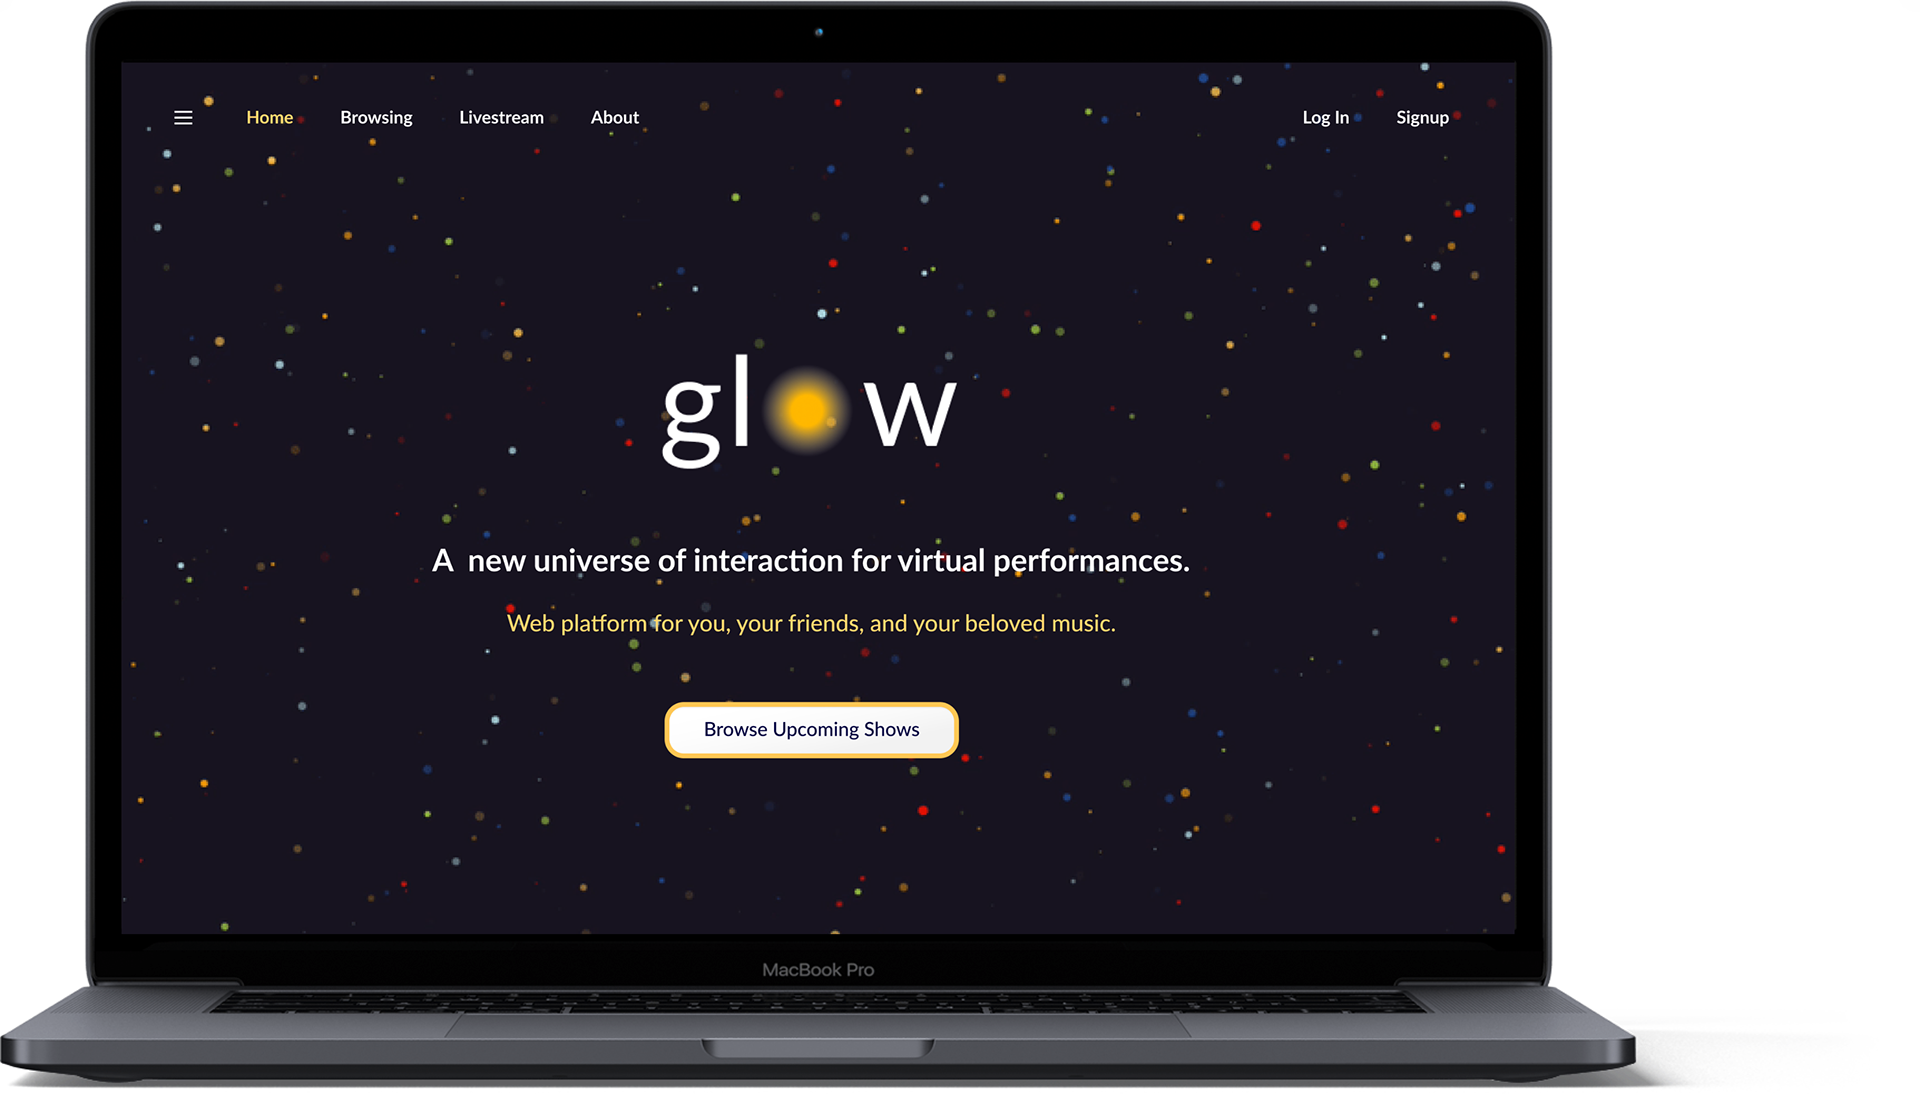 Home Browsing Livestream About Log In Signup
glow
A new universe of interaction for virtual performances.
Web platform for you, your friends, and your beloved music.
Browse Upcoming Shows
MacBook Pro